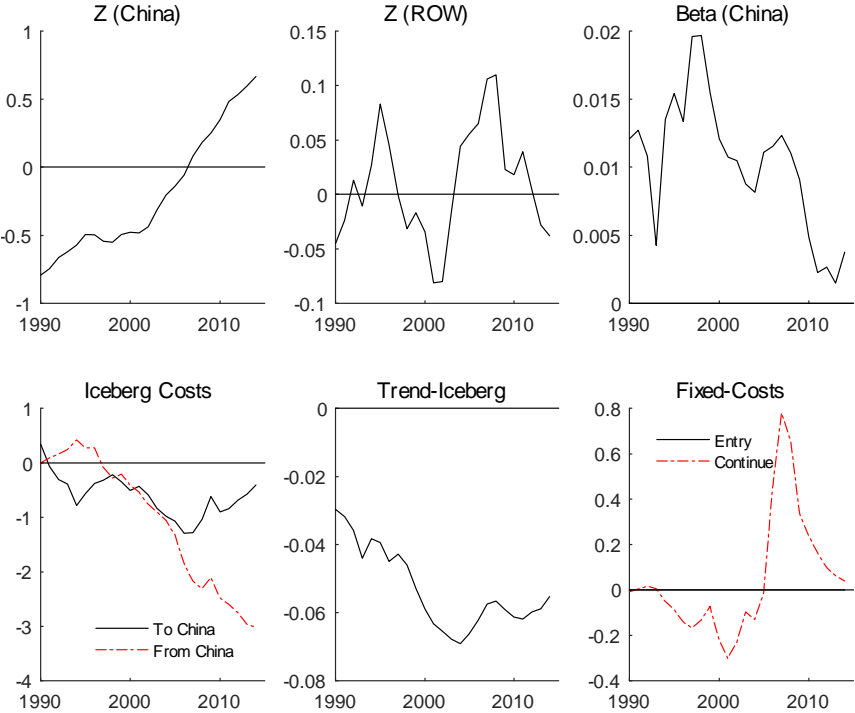 Z (China)
1
0.5
0
-0.5
-1
1990 2000 2010
Z (ROW)
0.15
0.1
0.05
0
-0.05
-0.1
1990 2000 2010
Beta (China)
0.02
0.015
0.01
0.005
0
1990 2000 2010
Iceberg Costs
1
0
-1
-2
-3
-4
To China
From China
1990 2000 2010
Trend-Iceberg
0
-0.02
-0.04
-0.06
-0.08
1990 2000 2010
Fixed-Costs
0.8
0.6
0.4
0.2
0
-0.2
-0.4
Entry
Continue
1990 2000 2010